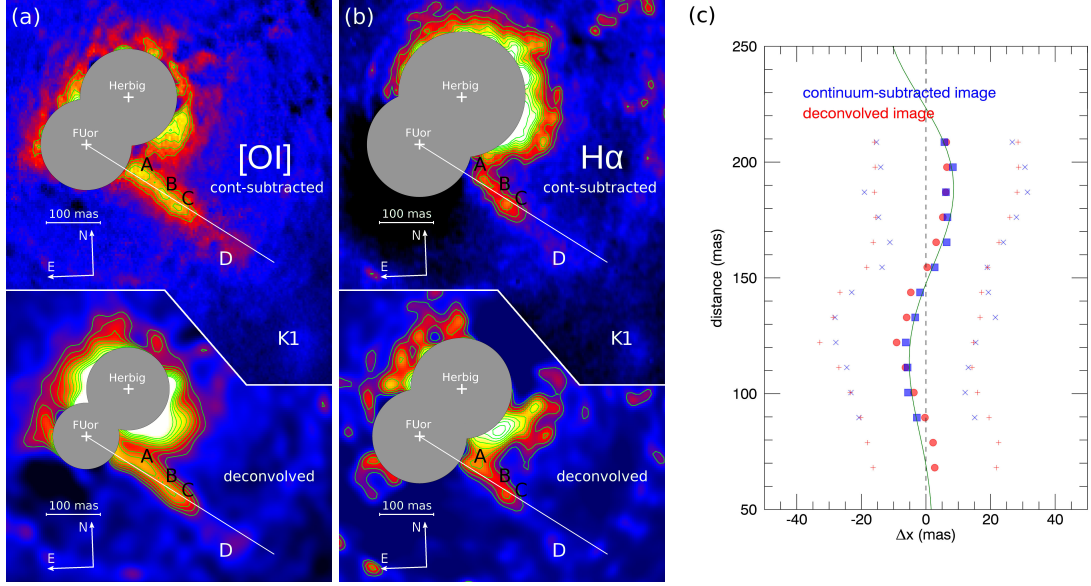 (a)
Herbig
FUor
[OI]
A
B
C
cont-subtracted
100 mas
N
E
D
K1
Herbig
FUor
A
B
C
deconvolved
100 mas
N
E
D
(b)
Herbig
FUor
Hα
A
B
C
cont-subtracted
100 mas
N
E
D
K1
Herbig
FUor
A
B
C
deconvolved
100 mas
N
E
D
(c)
continuum-subtracted image
deconvolved image
distance (mas)
250
200
150
100
50
-40 -20 0 20 40
Δx (mas)